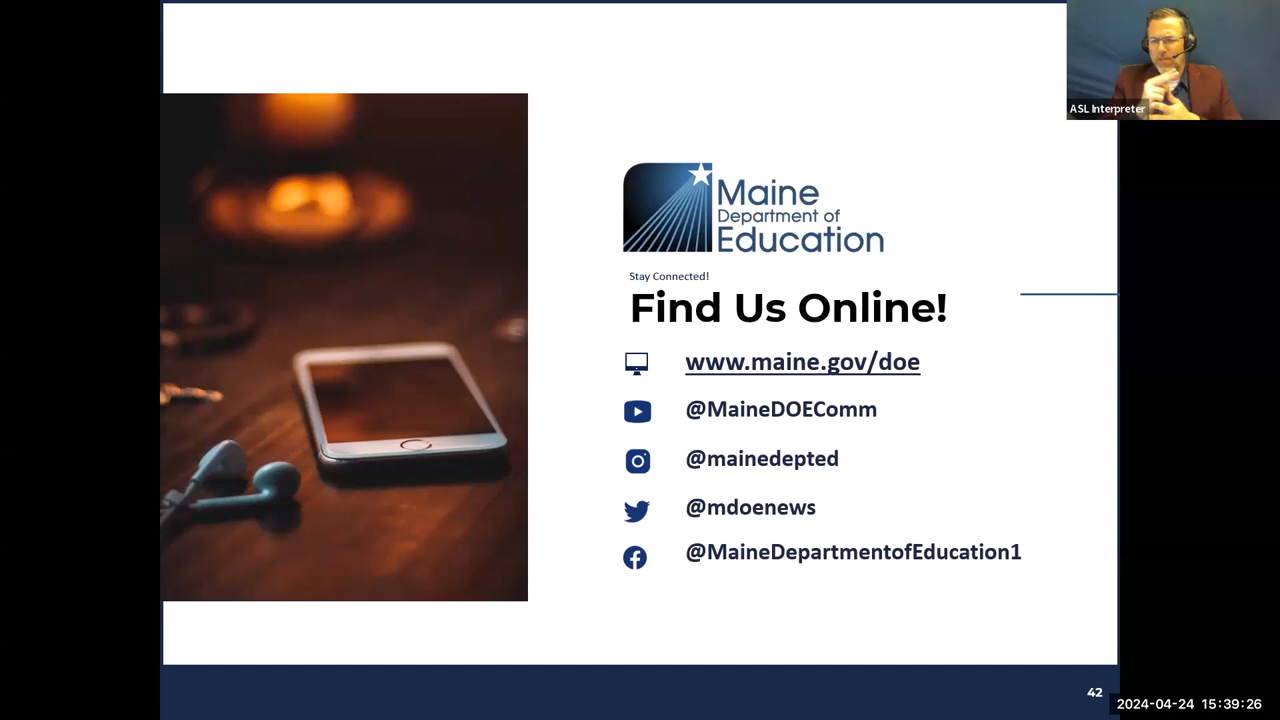 ASL Interpreter
Maine
Department of
Education
Stay Connected!
Find Us Online!
www.maine.gov/doe
@MaineDOEComm
@mainedepted
@mdoenews
@MaineDepartmentofEducation1
42
2024-04-24 15:39:26